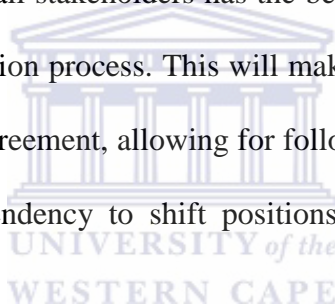 all stakeholders has the be
ion process. This will mak
reement, allowing for follo
ndency to shift positions
UNIVERSITY of the
WESTERN CAPE